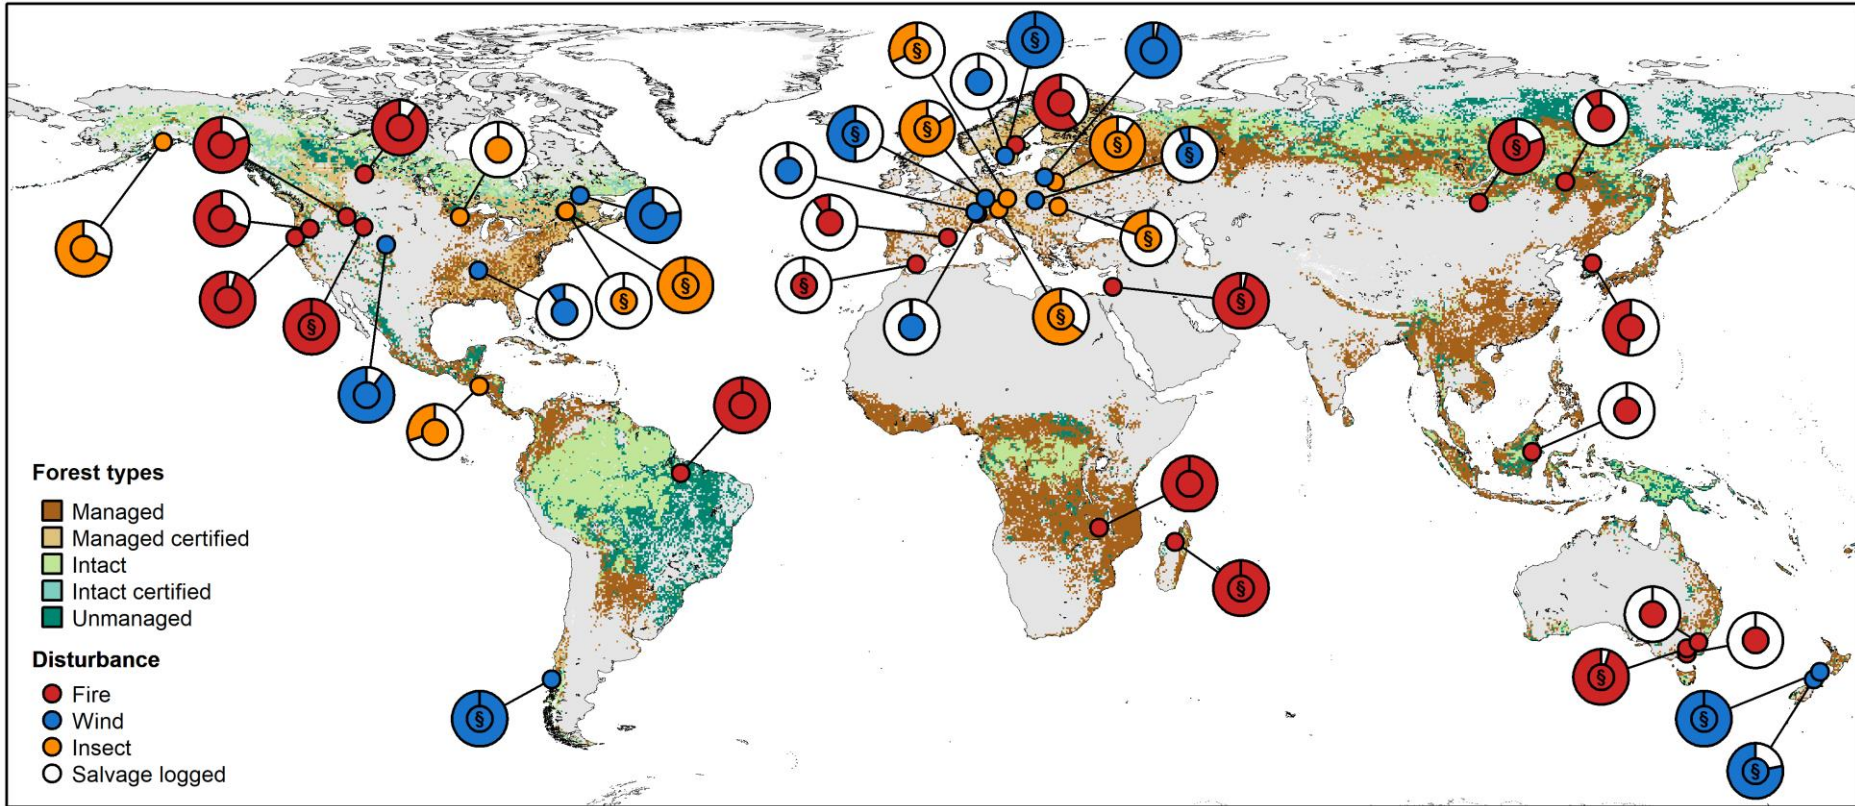 §
§
§
§
§
§
§
§
§
§
§
§
§
§
Forest types
Managed
Managed certified
Intact
Intact certified
Unmanaged
Disturbance
Fire
Wind
Insect
Salvage logged
§
§
§
§
§